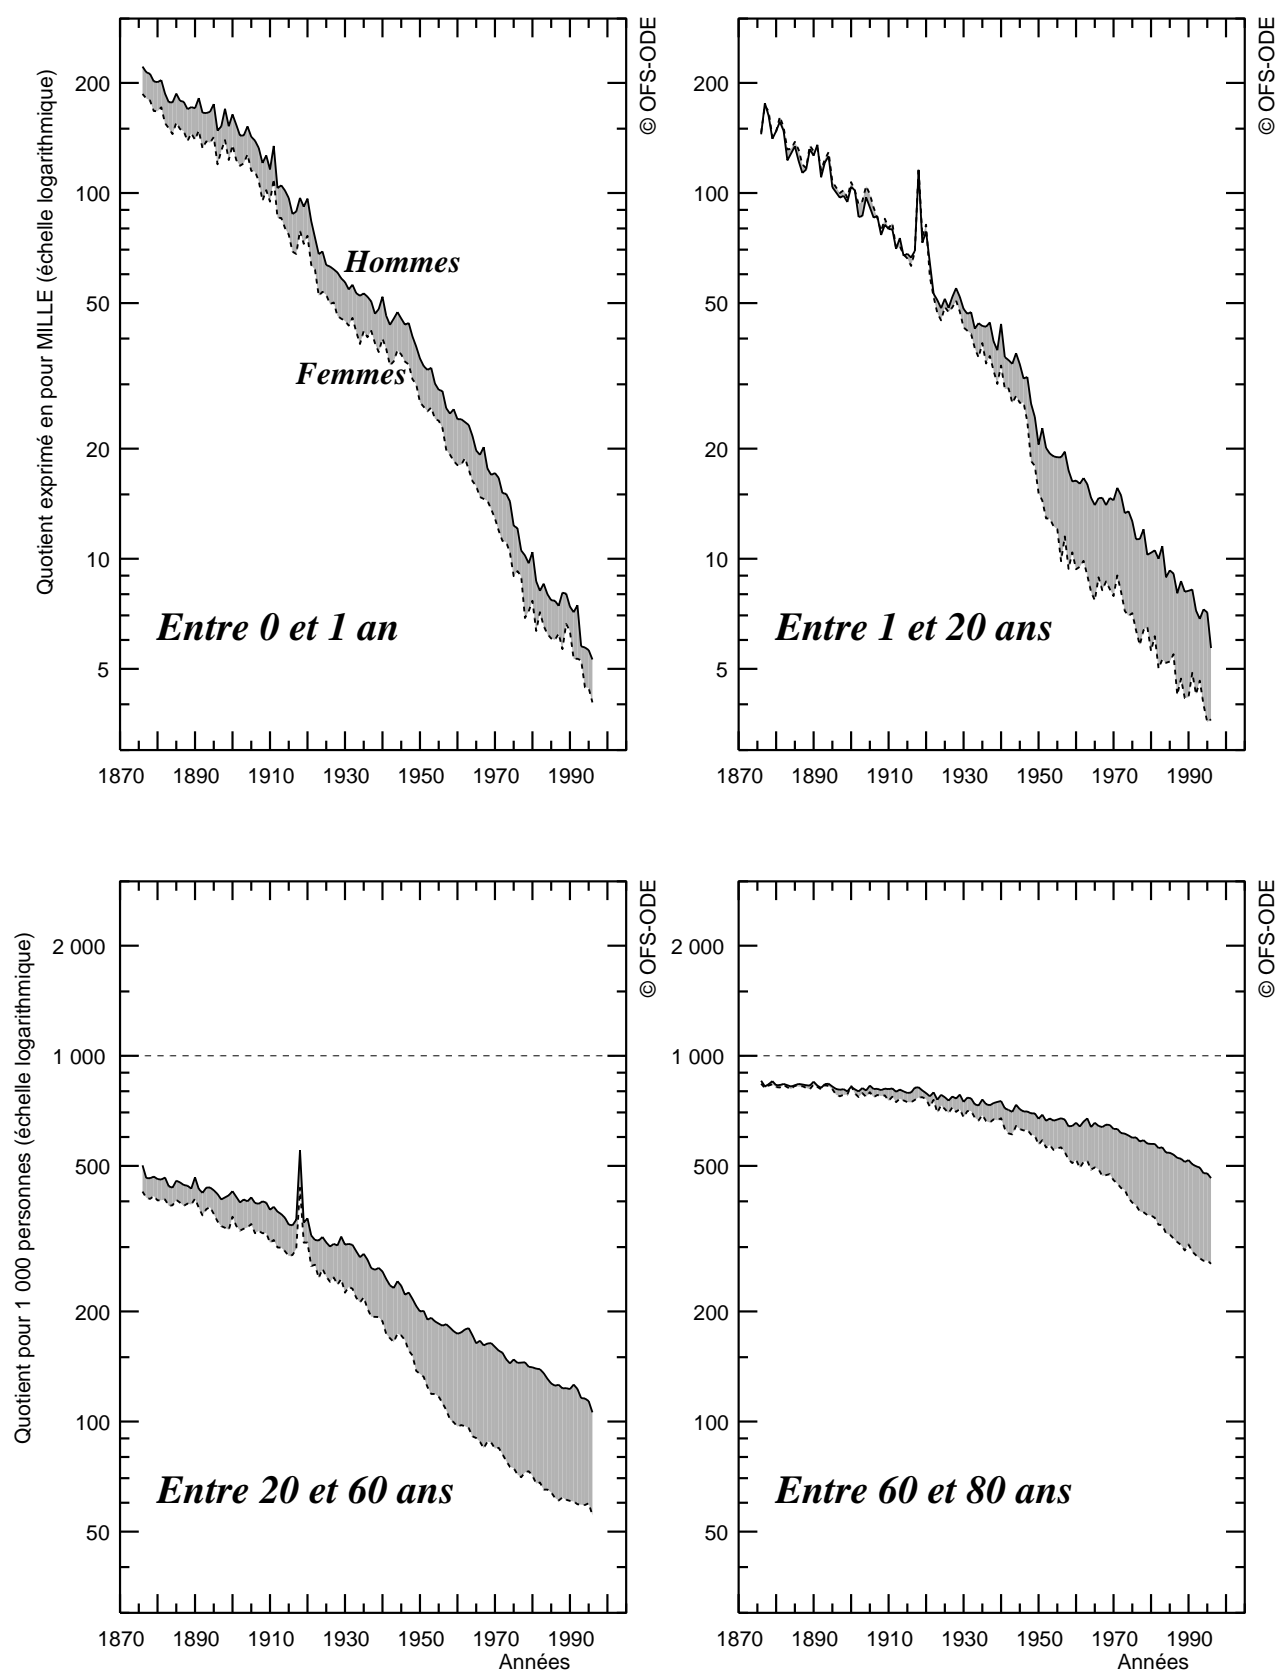 Quotient exprimé en pour MILLE (échelle logarithmique)
200
100
50
20
10
5
Hommes
Femmes
Entre 0 et 1 an
1870 1890 1910 1930 1950 1970 1990
© OFS-ODE
200
100
50
20
10
5
Entre 1 et 20 ans
1870 1890 1910 1930 1950 1970 1990
© OFS-ODE
Quotient pour 1 000 personnes (échelle logarithmique)
2 000
1 000
500
200
100
50
Entre 20 et 60 ans
1870 1890 1910 1930 1950 1970 1990
Années
© OFS-ODE
2 000
1 000
500
200
100
50
Entre 60 et 80 ans
1870 1890 1910 1930 1950 1970 1990
Années
© OFS-ODE